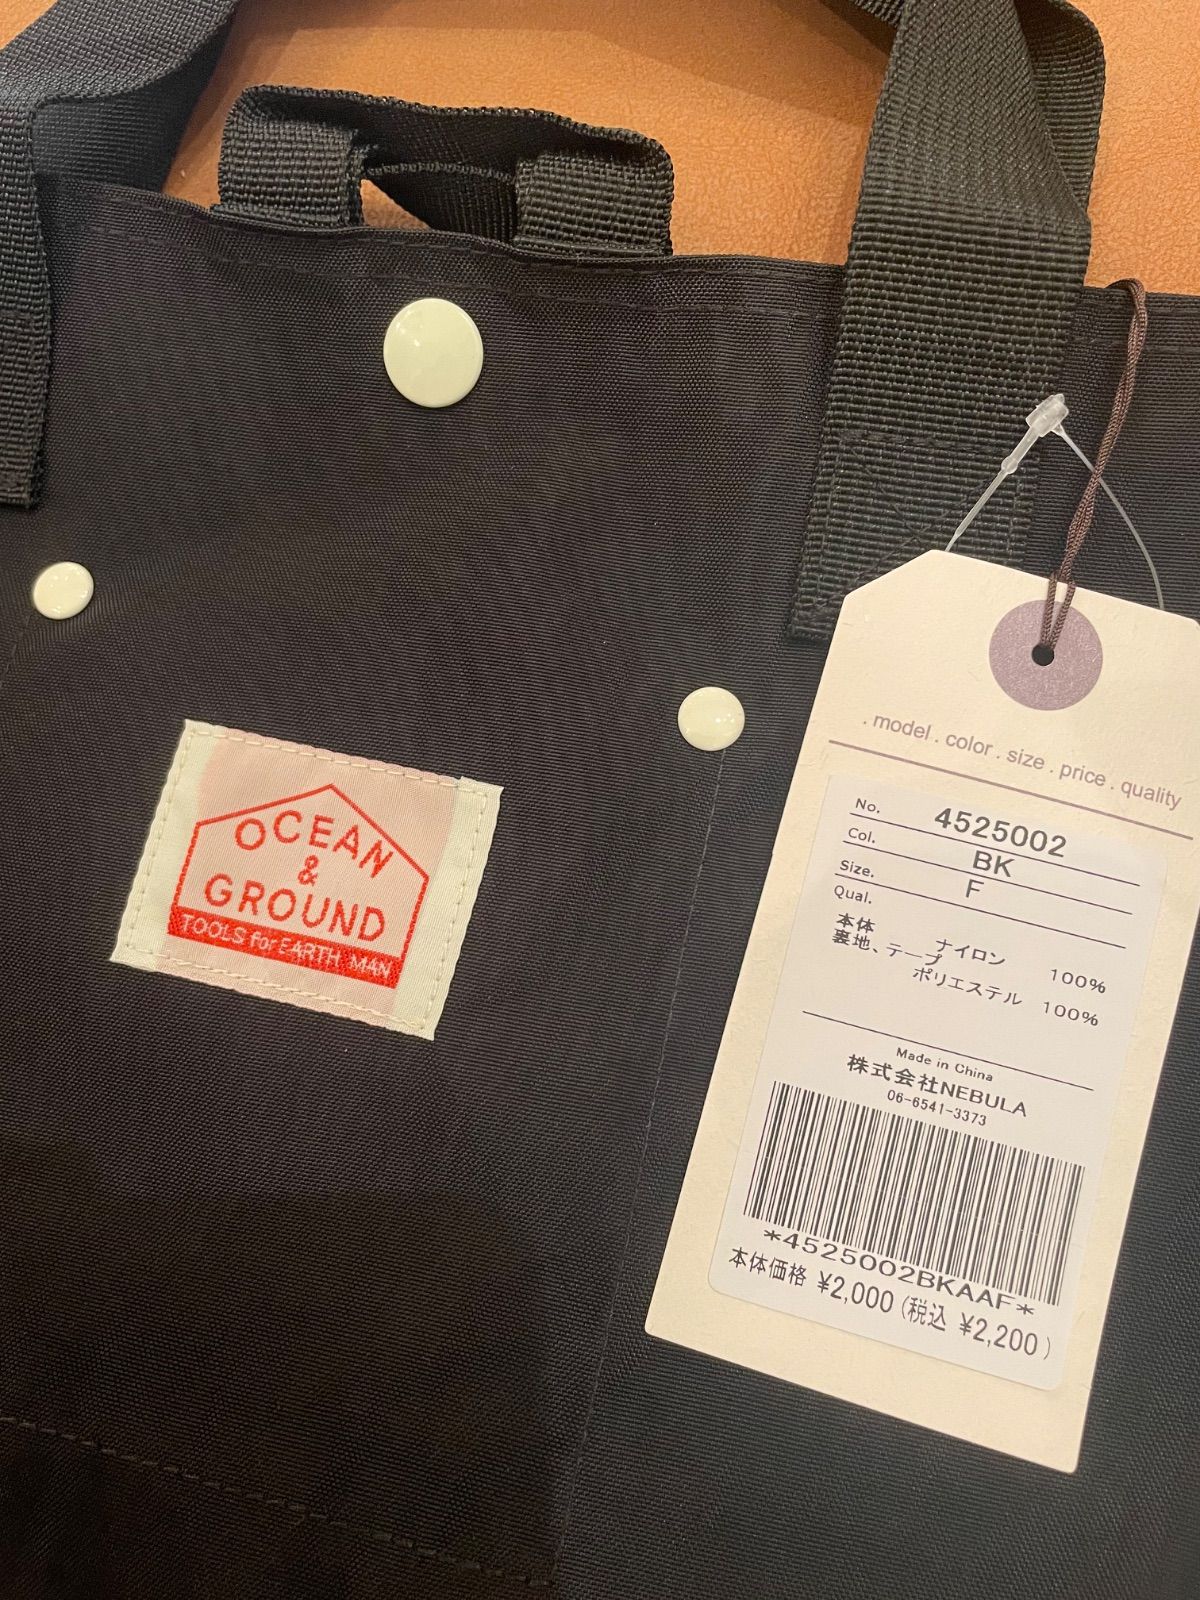 OCEAN
&
GROUND
TOOLS for EARTH MAN
. model . color . size . price . quality
No. 4525002
Col. BK
Size. F
Qual.
本体 ナイロン 100%
裏地、テープ
ポリエステル 100%
Made in China
株式会社NEBULA
06-6541-3373
*4525002BKAAF*
本体価格 ¥2,000 (税込 ¥2,200)